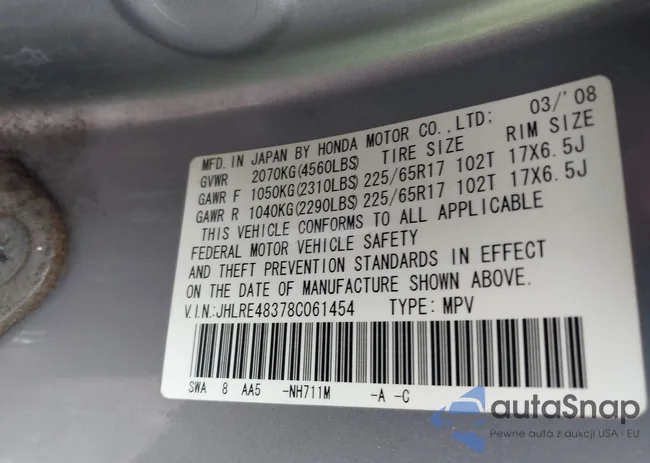 MFD. IN JAPAN BY HONDA MOTOR CO.,LTD: 03/'08
GVWR 2070KG(4560LBS) TIRE SIZE RIM SIZE
GAWR F 1050KG(2310LBS) 225/65R17 102T 17X6.5J
GAWR R 1040KG(2290LBS) 225/65R17 102T 17X6.5J
THIS VEHICLE CONFORMS TO ALL APPLICABLE
FEDERAL MOTOR VEHICLE SAFETY
AND THEFT PREVENTION STANDARDS IN EFFECT
ON THE DATE OF MANUFACTURE SHOWN ABOVE.
V.I.N.:JHLRE48378C061454 TYPE: MPV
SWA 8 AA5 -NH711M -A -C
autaSnap
Pewne auta z aukcji USA i EU